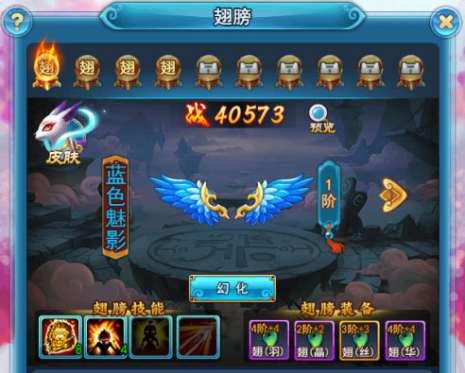 翅膀
?
翅 翅 翅 翅
战 40573
预览
皮肤
蓝色魅影
1阶
幻化
翅膀技能
翅膀装备
8 4
4阶+4 2阶+2 3阶+3 4阶+4
翅(羽) 翅(晶) 翅(丝) 翅(华)